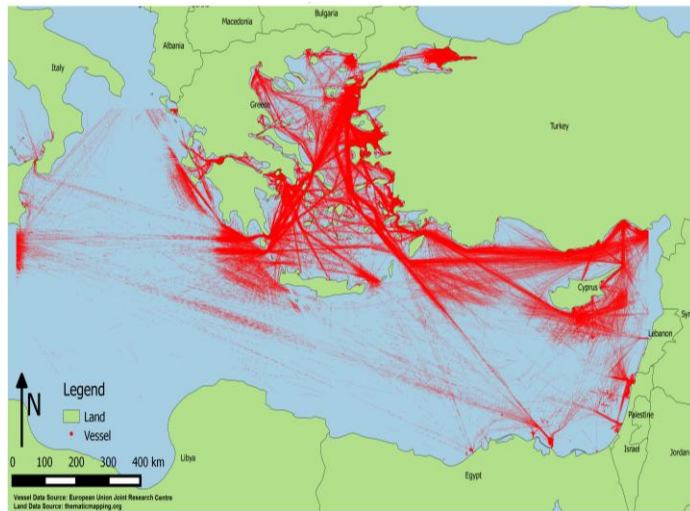 Bulgaria
Macedonia
Albania
Italy
Greece
Turkey
Cyprus
Lebanon
Palestine
Israel
Jordan
Egypt
Libya
N
Legend
Land
Vessel
0 100 200 300 400 km
Vessel Data Source: European Union Joint Research Centre
Land Data Source: thematicmapping.org